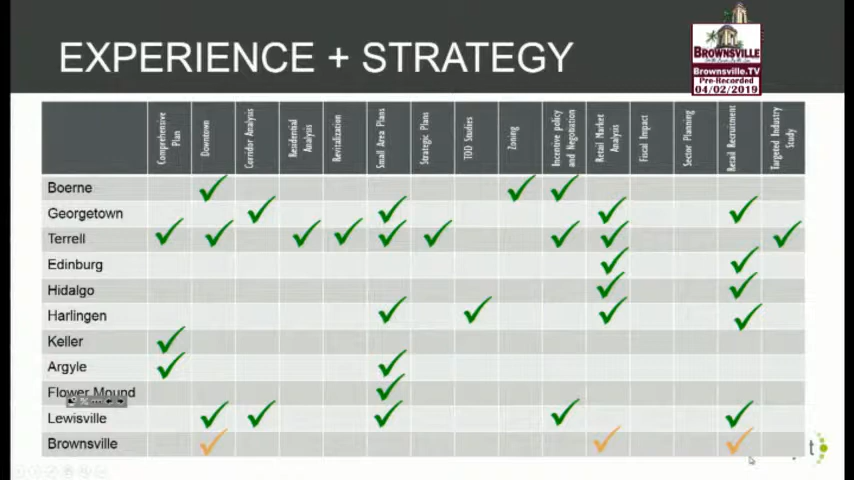 EXPERIENCE + STRATEGY
BROWNSVILLE
Brownsville.TV
Pre-Recorded
04/02/2019
Comprehensive Plan
Downtown
Corridor Analysis
Residential Analysis
Revitalization
Small Area Plans
Strategic Plans
TOD Studies
Zoning
Incentive policy and Negotiation
Retail Market Analysis
Fiscal Impact
Sector Planning
Retail Recruitment
Targeted Industry Study
Boerne
Georgetown
Terrell
Edinburg
Hidalgo
Harlingen
Keller
Argyle
Flower Mound
Lewisville
Brownsville